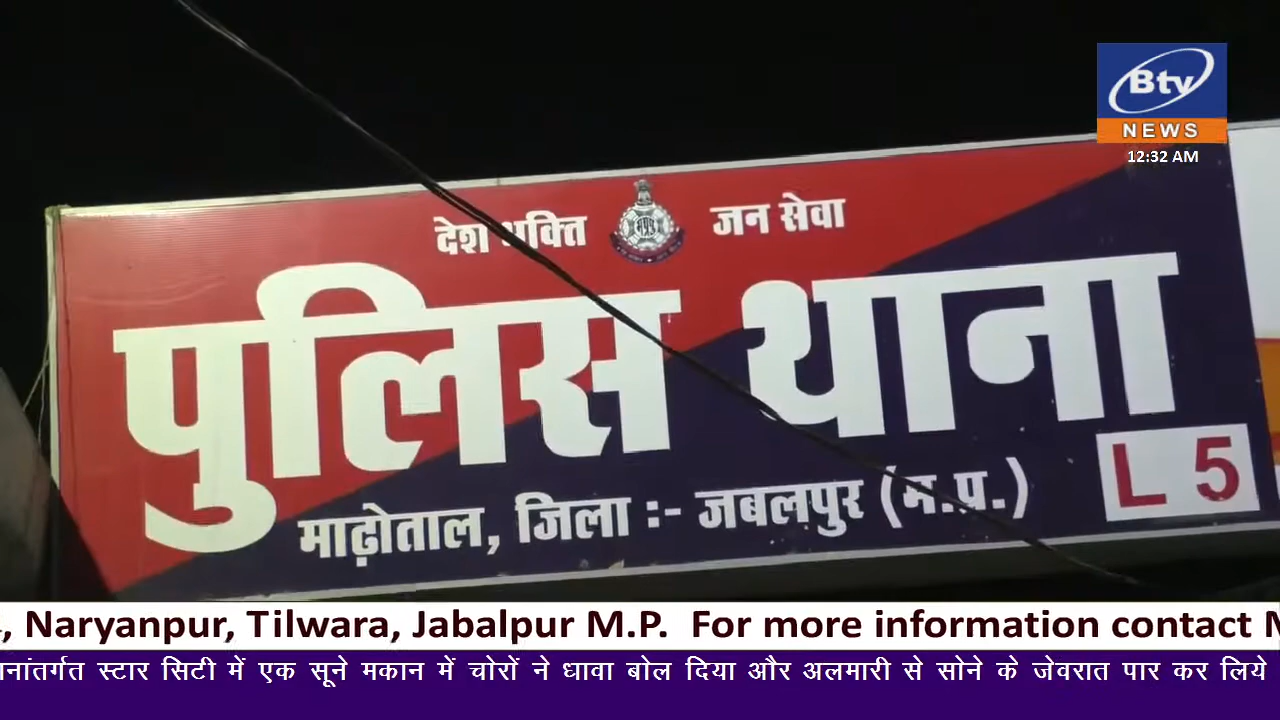 Btv
NEWS
12:32 AM
देश भक्ति जन सेवा
पुलिस थाना
माढ़ोताल, जिला :- जबलपुर (म.प्र.)
L 5
, Naryanpur, Tilwara, Jabalpur M.P. For more information contact
स्टार सिटी में एक सूने मकान में चोरों ने धावा बोल दिया और अलमारी से सोने के जेवरात पार कर लिये